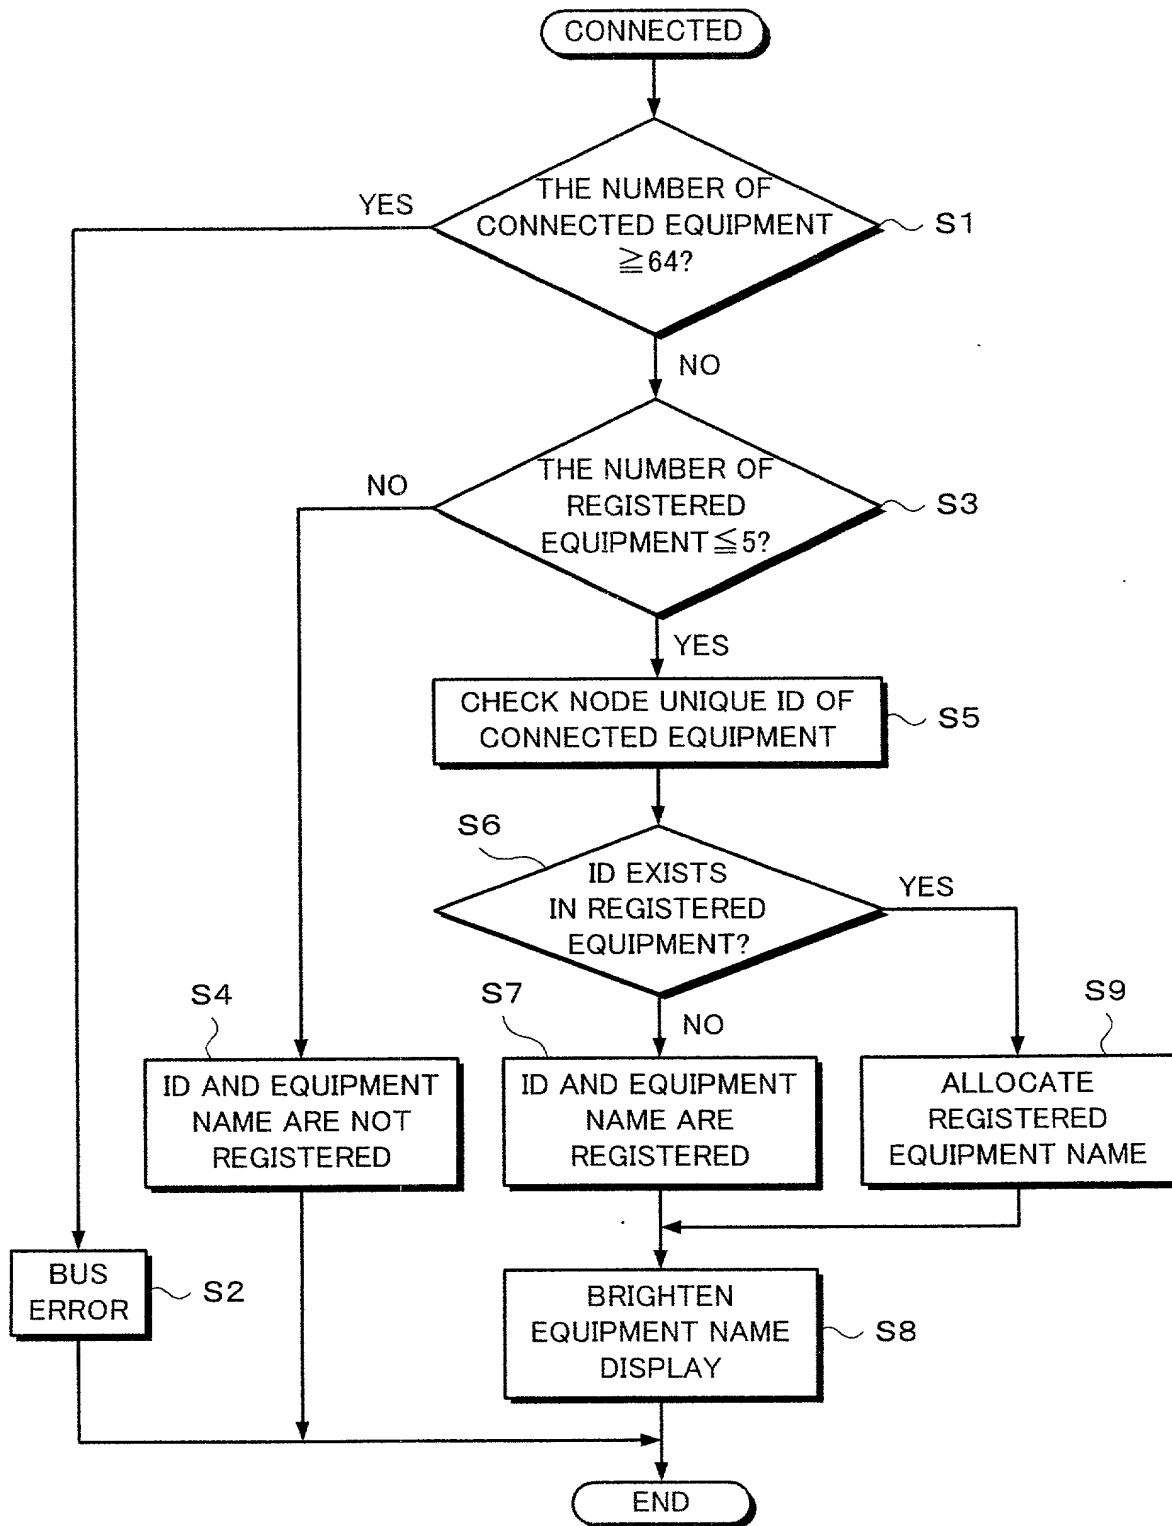 CONNECTED
THE NUMBER OF
CONNECTED EQUIPMENT
≧64?
YES
S1
NO
THE NUMBER OF
REGISTERED
EQUIPMENT≦5?
NO
S3
YES
CHECK NODE UNIQUE ID OF
CONNECTED EQUIPMENT
S5
S6
ID EXISTS
IN REGISTERED
EQUIPMENT?
YES
NO
S4
ID AND EQUIPMENT
NAME ARE NOT
REGISTERED
S7
ID AND EQUIPMENT
NAME ARE
REGISTERED
S9
ALLOCATE
REGISTERED
EQUIPMENT NAME
BUS
ERROR
S2
BRIGHTEN
EQUIPMENT NAME
DISPLAY
S8
END